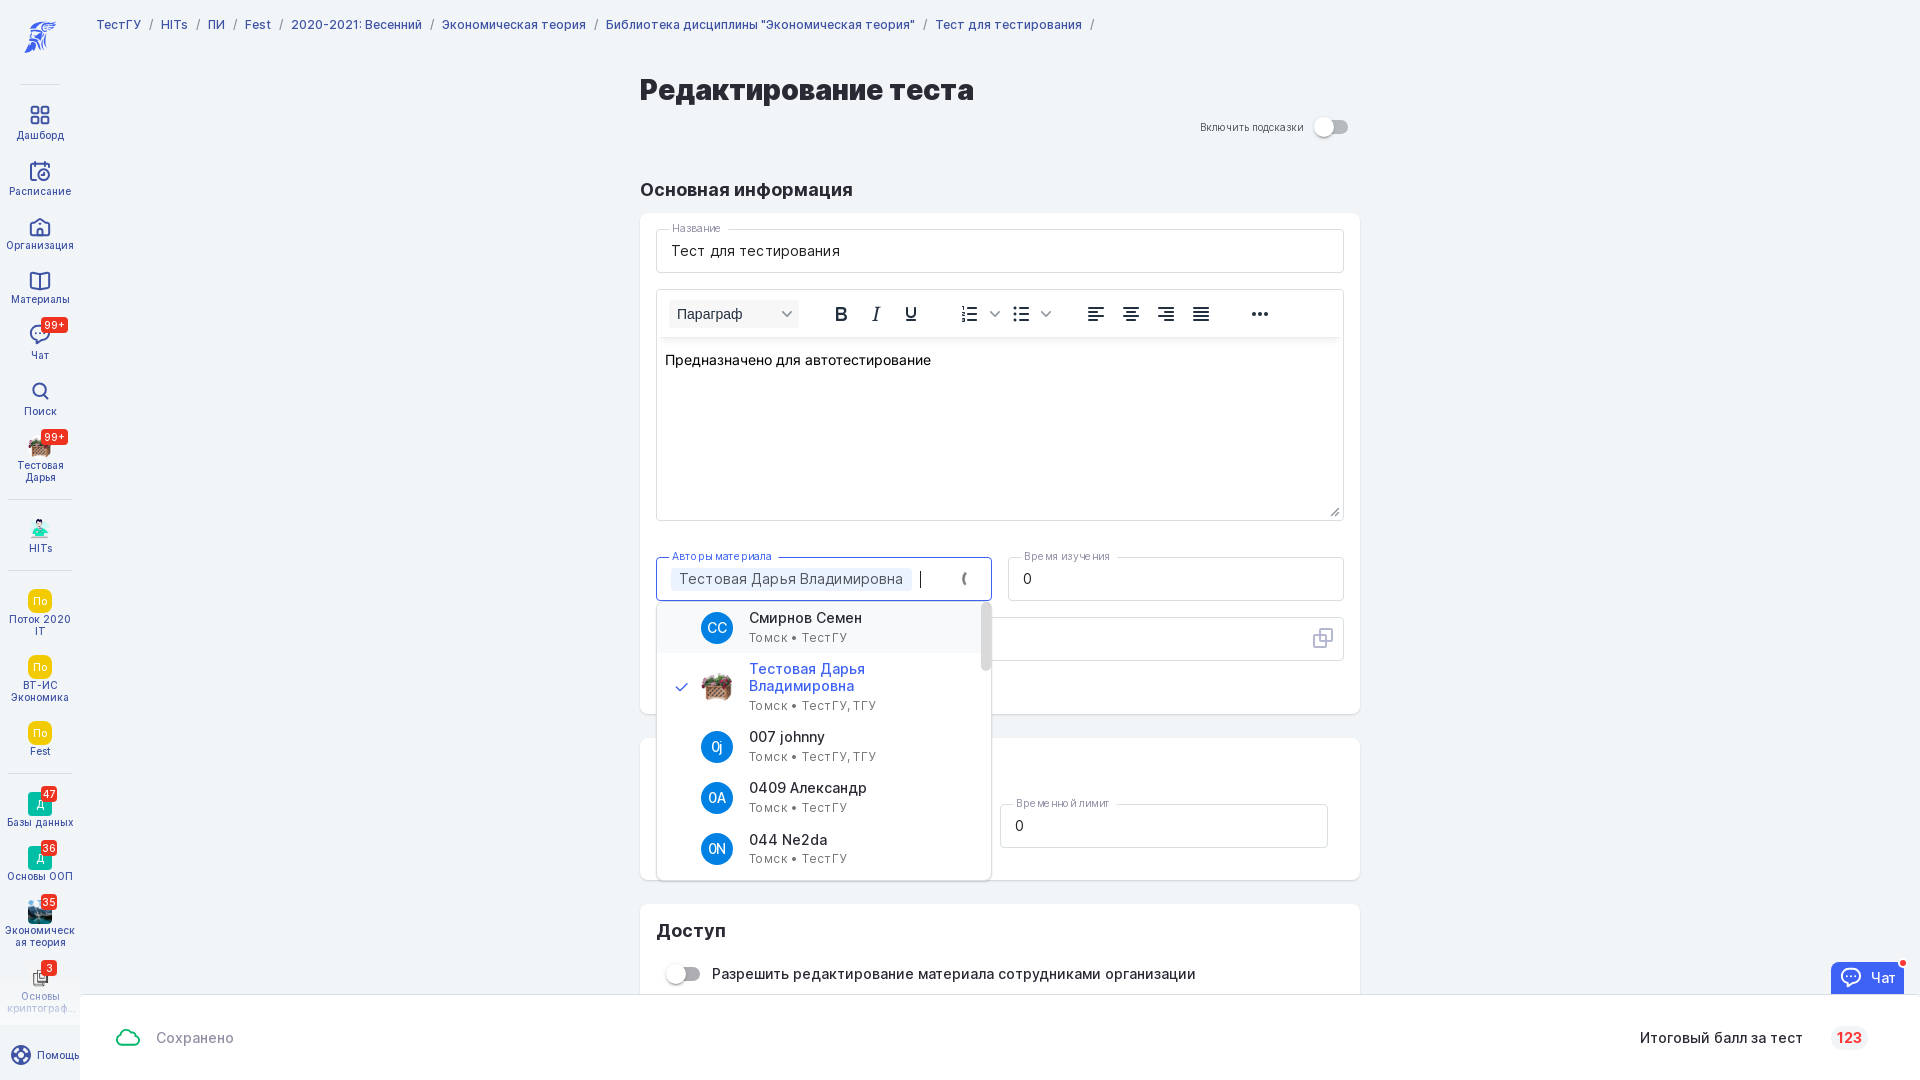 ТестГУ / HITs / ПИ / Fest / 2020-2021: Весенний / Экономическая теория / Библиотека дисциплины "Экономическая теория" / Тест для тестирования /
Дашборд
Расписание
Организация
Материалы
99+
Чат
Поиск
99+
Тестовая
Дарья
HITs
По
Поток 2020
IT
По
ВТ-ИС
Экономика
По
Fest
47
Д
Базы данных
36
Д
Основы ООП
35
Экономическ
ая теория
3
Основы
криптограф...
Помощь
Редактирование теста
Включить подсказки
Основная информация
Название
Тест для тестирования
Параграф
Предназначено для автотестирование
Авторы материала
Тестовая Дарья Владимировна
Время изучения
0
СС
Смирнов Семен
Томск • ТестГУ
Тестовая Дарья
Владимировна
Томск • ТестГУ, ТГУ
0j
007 johnny
Томск • ТестГУ, ТГУ
0А
0409 Александр
Томск • ТестГУ
0N
044 Ne2da
Томск • ТестГУ
Временной лимит
0
Доступ
Разрешить редактирование материала сотрудниками организации
Чат
Сохранено
Итоговый балл за тест
123